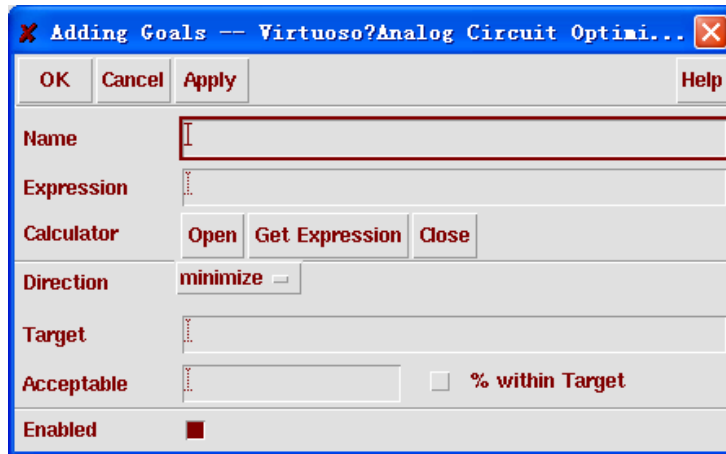 Adding Goals -- Virtuoso?Analog Circuit Optimi...
OK Cancel Apply Help
Name
Expression
Calculator Open Get Expression Close
Direction minimize
Target
Acceptable % within Target
Enabled